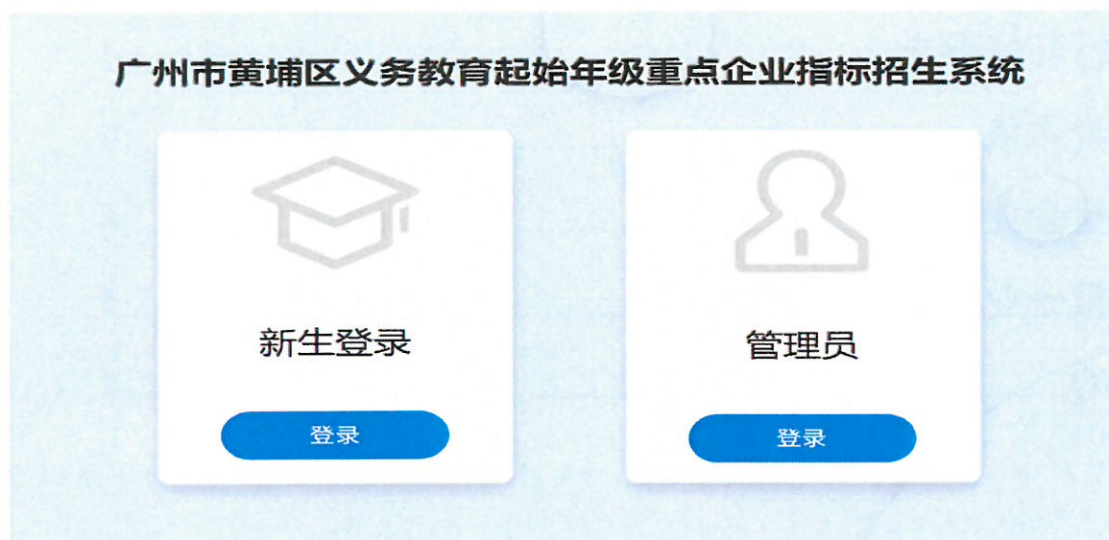 广州市黄埔区义务教育起始年级重点企业指标招生系统
新生登录
管理员
登录
登录